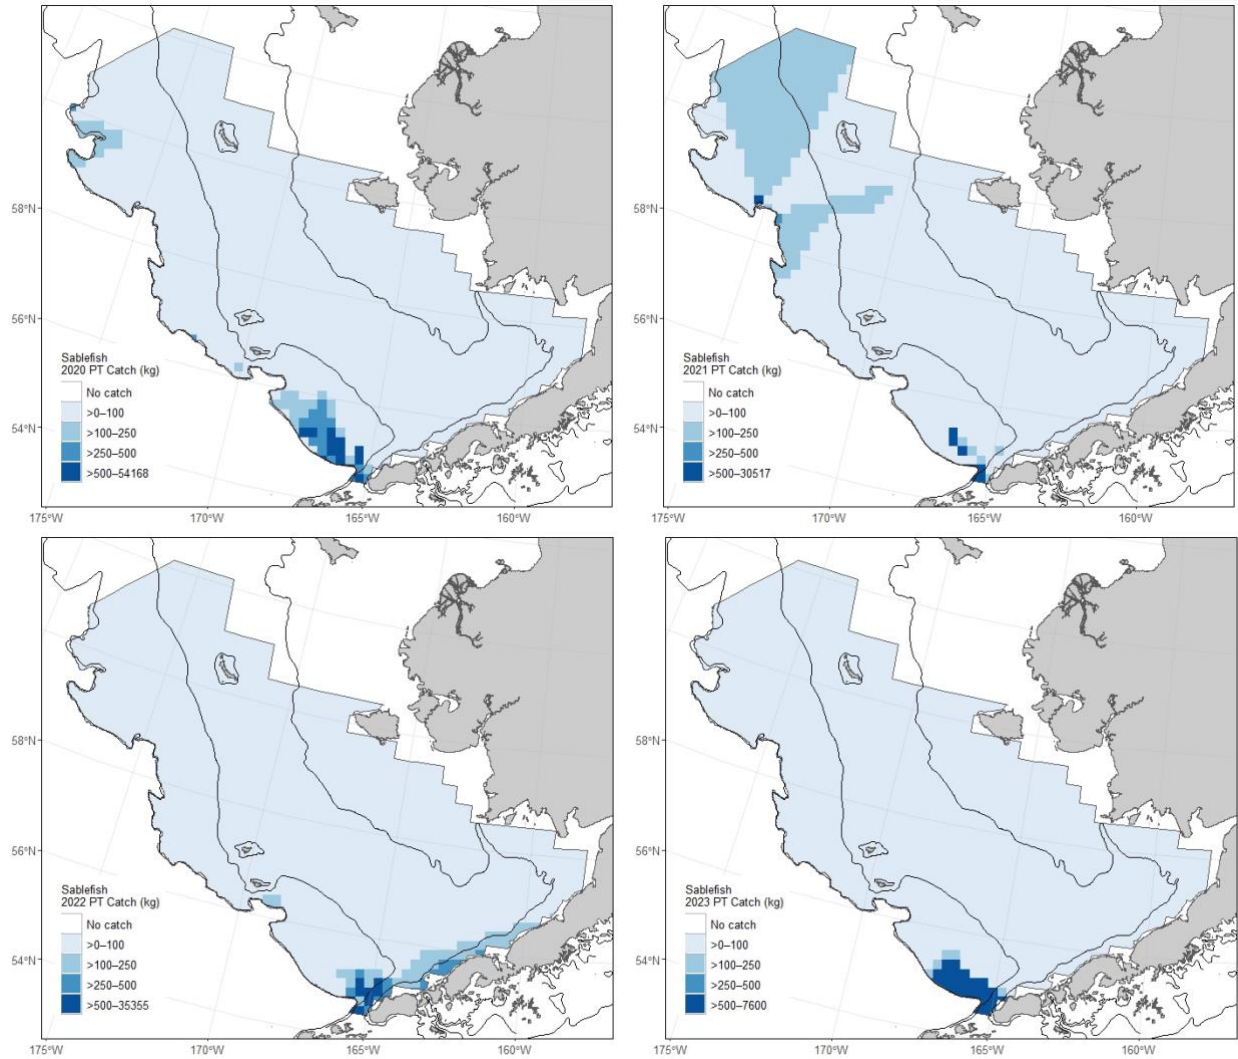 58°N
56°N
54°N
Sablefish
2020 PT Catch (kg)
No catch
>0–100
>100–250
>250–500
>500–54168
175°W
170°W
165°W
160°W
58°N
56°N
54°N
Sablefish
2021 PT Catch (kg)
No catch
>0–100
>100–250
>250–500
>500–30517
175°W
170°W
165°W
160°W
58°N
56°N
54°N
Sablefish
2022 PT Catch (kg)
No catch
>0–100
>100–250
>250–500
>500–35355
175°W
170°W
165°W
160°W
58°N
56°N
54°N
Sablefish
2023 PT Catch (kg)
No catch
>0–100
>100–250
>250–500
>500–7600
175°W
170°W
165°W
160°W